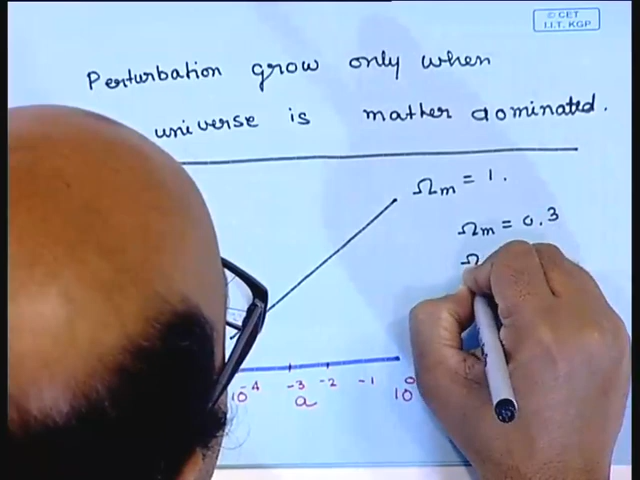 © CET
I.I.T. KGP
Perturbation grow only when
universe is matter dominated.
Ωm = 1.
Ωm = 0.3
Ω
10^-4 -3 -2 -1 10^0
a